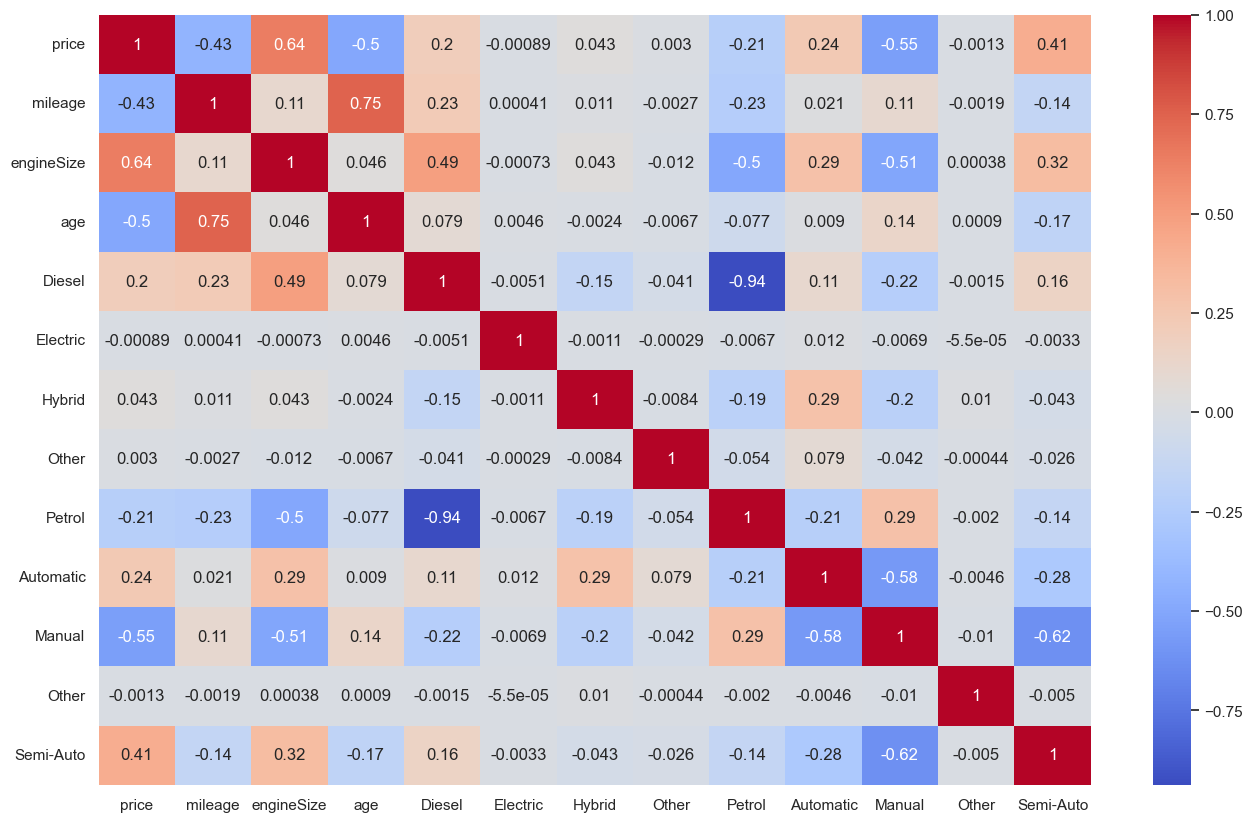 price 1 -0.43 0.64 -0.5 0.2 -0.00089 0.043 0.003 -0.21 0.24 -0.55 -0.0013 0.41
mileage -0.43 1 0.11 0.75 0.23 0.00041 0.011 -0.0027 -0.23 0.021 0.11 -0.0019 -0.14
engineSize 0.64 0.11 1 0.046 0.49 -0.00073 0.043 -0.012 -0.5 0.29 -0.51 0.00038 0.32
age -0.5 0.75 0.046 1 0.079 0.0046 -0.0024 -0.0067 -0.077 0.009 0.14 0.0009 -0.17
Diesel 0.2 0.23 0.49 0.079 1 -0.0051 -0.15 -0.041 -0.94 0.11 -0.22 -0.0015 0.16
Electric -0.00089 0.00041 -0.00073 0.0046 -0.0051 1 -0.0011 -0.00029 -0.0067 0.012 -0.0069 -5.5e-05 -0.0033
Hybrid 0.043 0.011 0.043 -0.0024 -0.15 -0.0011 1 -0.0084 -0.19 0.29 -0.2 0.01 -0.043
Other 0.003 -0.0027 -0.012 -0.0067 -0.041 -0.00029 -0.0084 1 -0.054 0.079 -0.042 -0.00044 -0.026
Petrol -0.21 -0.23 -0.5 -0.077 -0.94 -0.0067 -0.19 -0.054 1 -0.21 0.29 -0.002 -0.14
Automatic 0.24 0.021 0.29 0.009 0.11 0.012 0.29 0.079 -0.21 1 -0.58 -0.0046 -0.28
Manual -0.55 0.11 -0.51 0.14 -0.22 -0.0069 -0.2 -0.042 0.29 -0.58 1 -0.01 -0.62
Other -0.0013 -0.0019 0.00038 0.0009 -0.0015 -5.5e-05 0.01 -0.00044 -0.002 -0.0046 -0.01 1 -0.005
Semi-Auto 0.41 -0.14 0.32 -0.17 0.16 -0.0033 -0.043 -0.026 -0.14 -0.28 -0.62 -0.005 1
price mileage engineSize age Diesel Electric Hybrid Other Petrol Automatic Manual Other Semi-Auto
1.00
0.75
0.50
0.25
0.00
−0.25
−0.50
−0.75